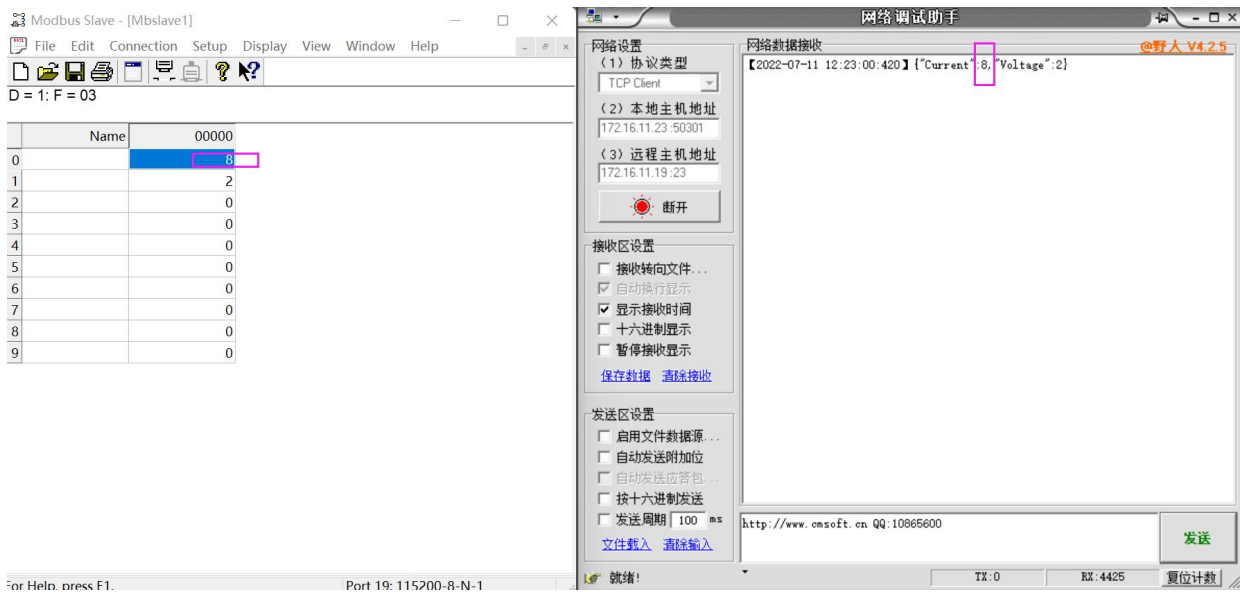 Modbus Slave - [Mbslave1]
File Edit Connection Setup Display View Window Help
D = 1: F = 03
Name 00000
0 8
1 2
2 0
3 0
4 0
5 0
6 0
7 0
8 0
9 0
For Help, press F1. Port 19: 115200-8-N-1
网络调试助手
网络设置
(1) 协议类型
TCP Client
(2) 本地主机地址
172.16.11.23 :50301
(3) 远程主机地址
172.16.11.19 :23
断开
接收区设置
接收转向文件...
自动换行显示
显示接收时间
十六进制显示
暂停接收显示
保存数据 清除接收
发送区设置
启用文件数据源...
自动发送附加位
自动发送应答包...
按十六进制发送
发送周期 100 ms
文件载入 清除输入
网络数据接收 @野人 V4.2.5
【2022-07-11 12:23:00:420】{"Current":8,"Voltage":2}
http://www.cmsoft.cn QQ:10865600
发送
就绪! TX:0 RX:4425 复位计数